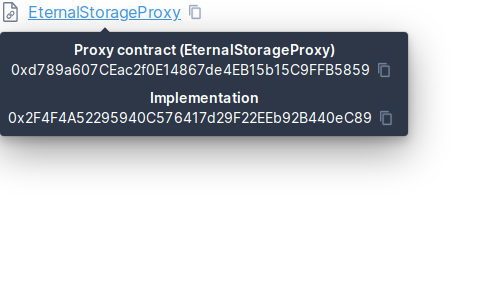 EternalStorageProxy
Proxy contract (EternalStorageProxy)
0xd789a607CEac2f0E14867de4EB15b15C9FFB5859
Implementation
0x2F4F4A52295940C576417d29F22EEb92B440eC89